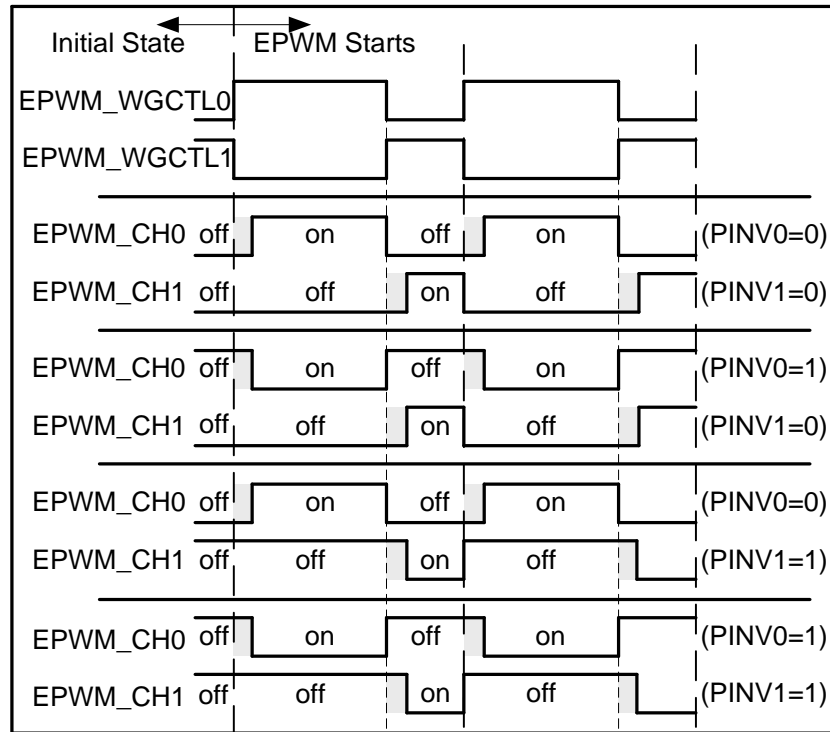 Initial State EPWM Starts
EPWM_WGCTL0
EPWM_WGCTL1
EPWM_CH0 off on off on (PINV0=0)
EPWM_CH1 off off on off (PINV1=0)
EPWM_CH0 off on off on (PINV0=1)
EPWM_CH1 off off on off (PINV1=0)
EPWM_CH0 off on off on (PINV0=0)
EPWM_CH1 off off on off (PINV1=1)
EPWM_CH0 off on off on (PINV0=1)
EPWM_CH1 off off on off (PINV1=1)